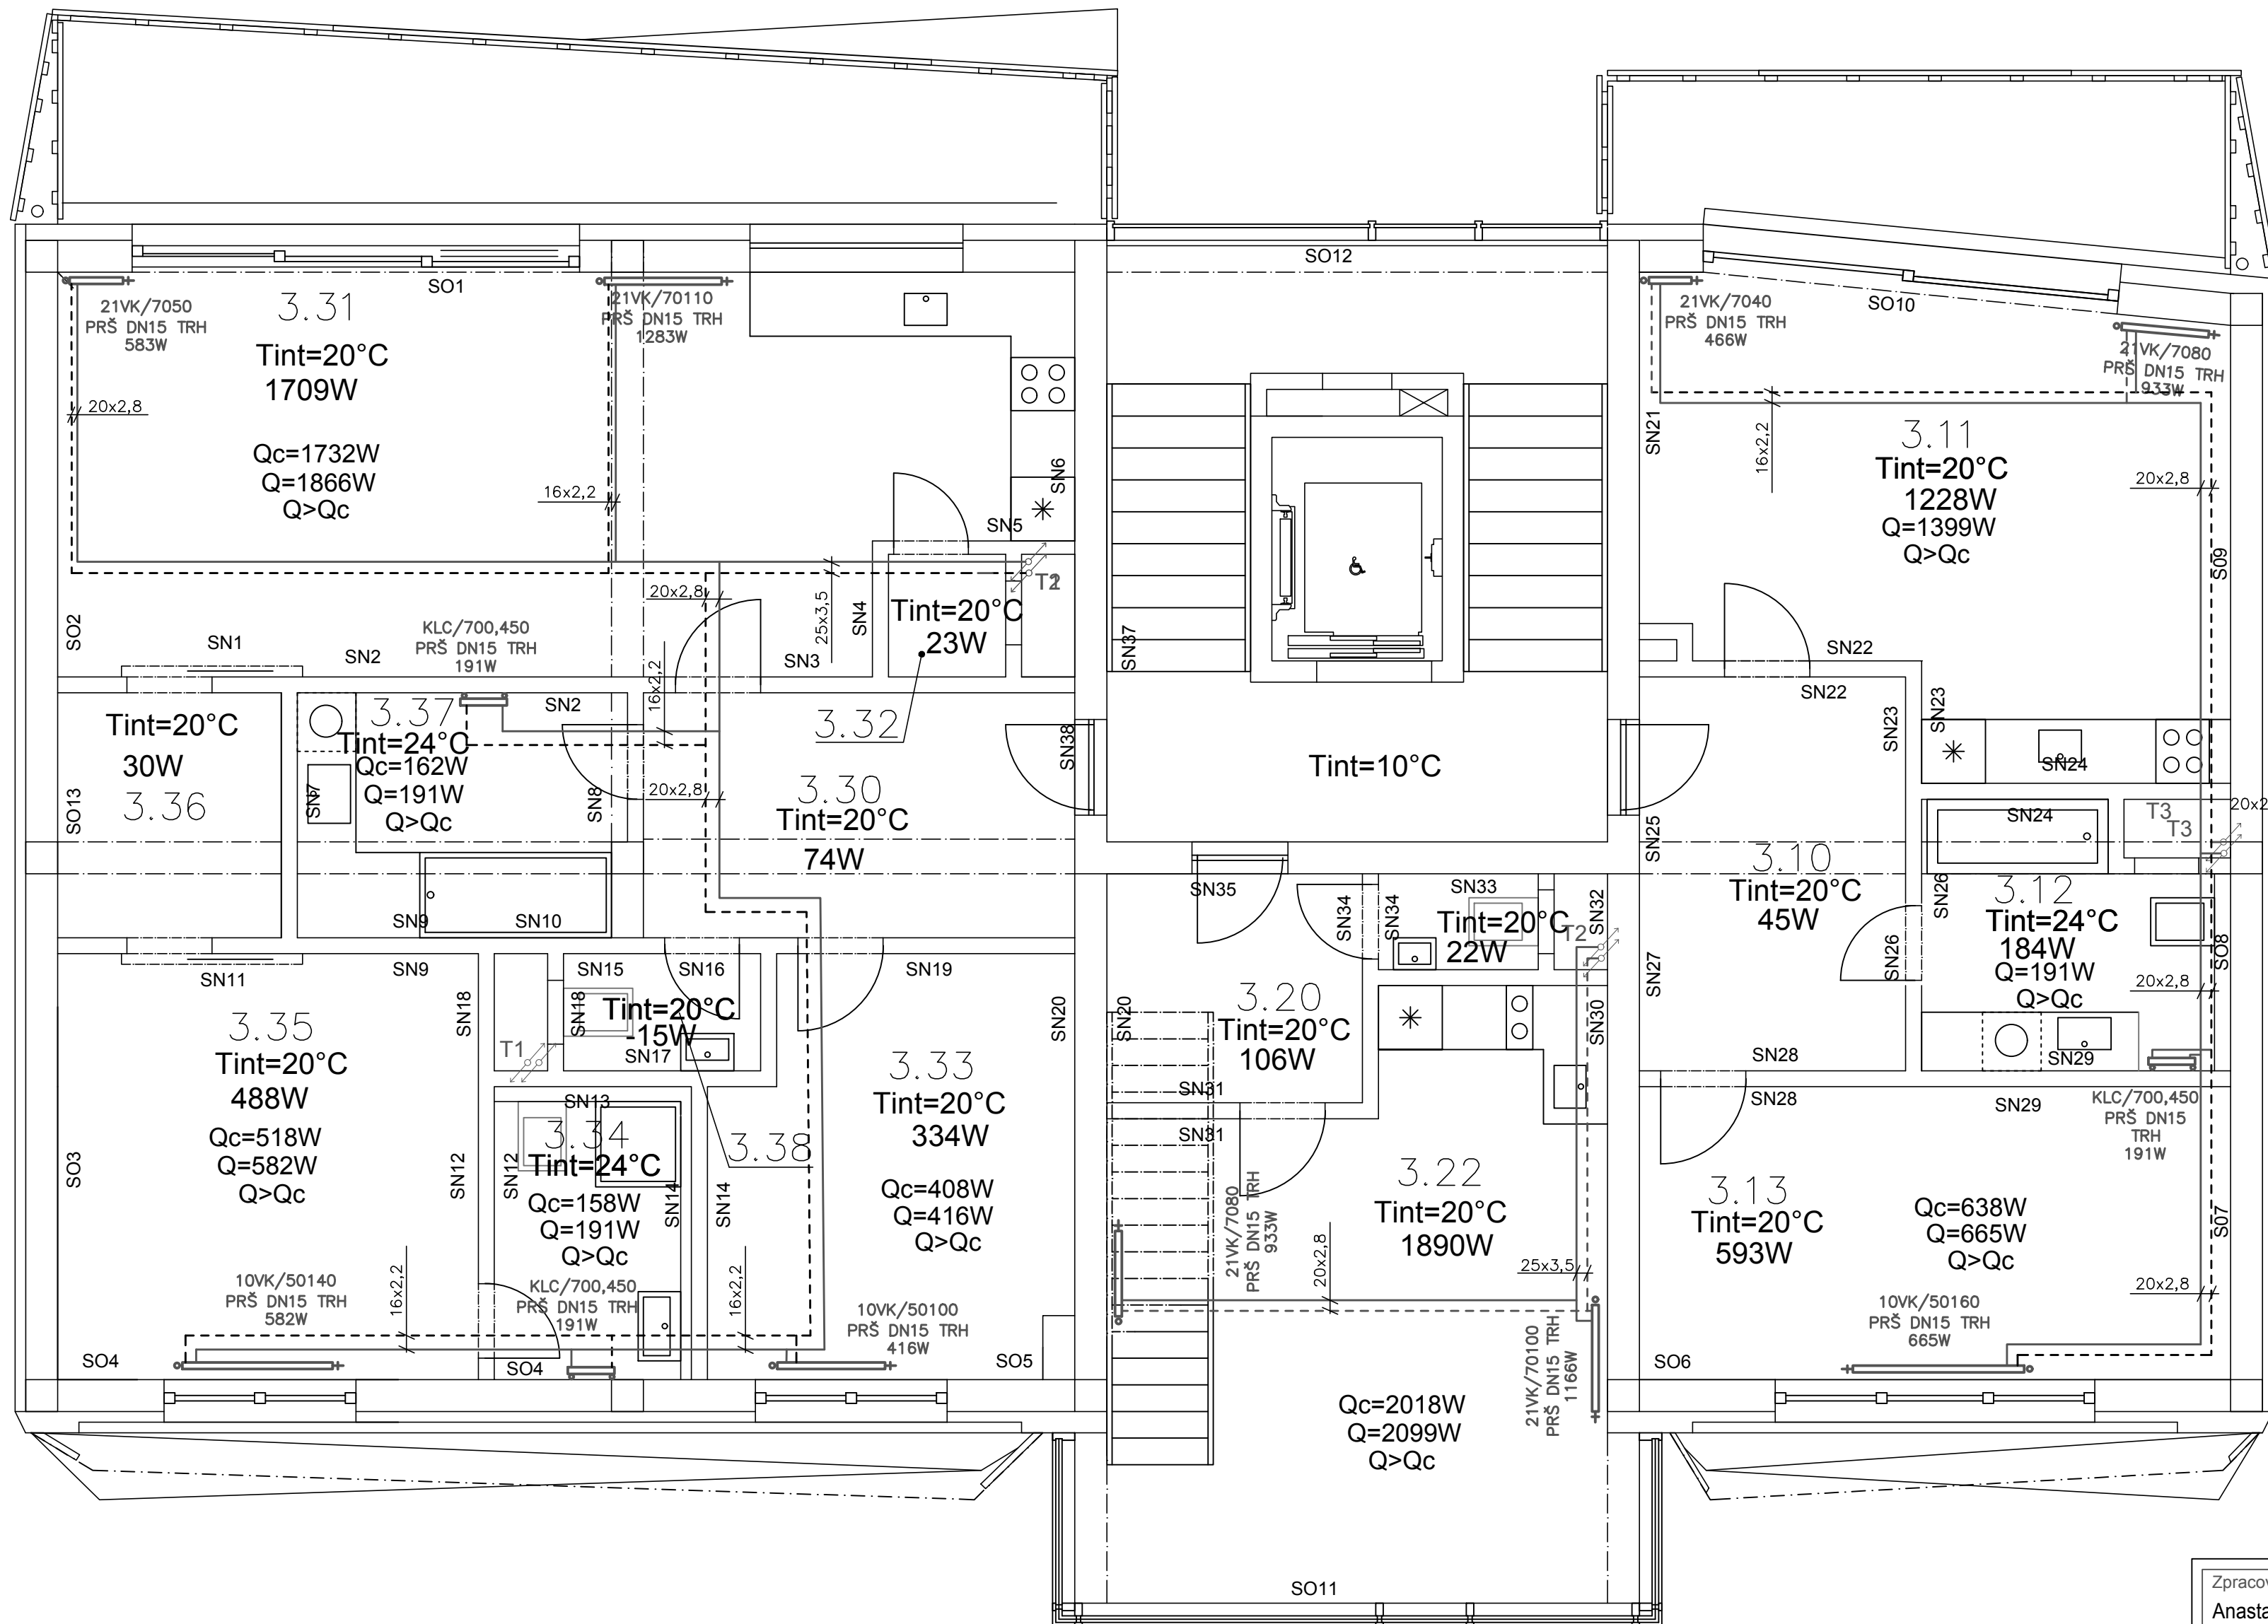 SO12
SO1
21VK/7050
PRŠ DN15 TRH
583W
3.31
Tint=20°C
1709W
Qc=1732W
Q=1866W
Q>Qc
20x2,8
21VK/70110
PRŠ DN15 TRH
1283W
16x2,2
SN6
SN5
SO10
21VK/7040
PRŠ DN15 TRH
466W
21VK/7080
PRŠ DN15 TRH
933W
SN21
16x2,2
3.11
Tint=20°C
1228W
Q=1399W
Q>Qc
20x2,8
SO9
SO2
SN1
SN2
KLC/700,450
PRŠ DN15 TRH
191W
20x2,8
25x3,5
SN4
Tint=20°C
23W
SN3
16x2,2
SN37
SN22
SN22
SN23
SN23
SN24
Tint=20°C
30W
3.36
SO13
3.37
SN2
Tint=24°C
Qc=162W
Q=191W
Q>Qc
SN7
SN8
20x2,8
3.32
3.30
Tint=20°C
74W
SN38
Tint=10°C
SN24
T3
T3
SN25
3.10
Tint=20°C
45W
SN26
SN26
3.12
Tint=24°C
184W
Q=191W
Q>Qc
20x2,8
SO8
SN9
SN10
SN11
SN9
SN15
SN16
SN19
SN18
SN18
Tint=20°C
-15W
SN17
T1
SN20
SN20
SN35
SN34
SN34
SN33
SN32
Tint=20°C
22W
T2
3.20
Tint=20°C
106W
SN30
SN27
SN28
SN28
SN29
SN29
SN31
SN31
3.35
Tint=20°C
488W
Qc=518W
Q=582W
Q>Qc
SO3
SN12
SN12
SN13
3.34
Tint=24°C
Qc=158W
Q=191W
Q>Qc
SN14
SN14
3.38
3.33
Tint=20°C
334W
Qc=408W
Q=416W
Q>Qc
3.22
Tint=20°C
1890W
21VK/7080
PRŠ DN15 TRH
933W
20x2,8
25x3,5
3.13
Tint=20°C
593W
Qc=638W
Q=665W
Q>Qc
KLC/700,450
PRŠ DN15
TRH
191W
SO7
20x2,8
10VK/50140
PRŠ DN15 TRH
582W
16x2,2
KLC/700,450
PRŠ DN15 TRH
191W
16x2,2
10VK/50100
PRŠ DN15 TRH
416W
SO4
SO4
SO5
21VK/70100
PRŠ DN15 TRH
1166W
Qc=2018W
Q=2099W
Q>Qc
10VK/50160
PRŠ DN15 TRH
665W
SO6
SO11